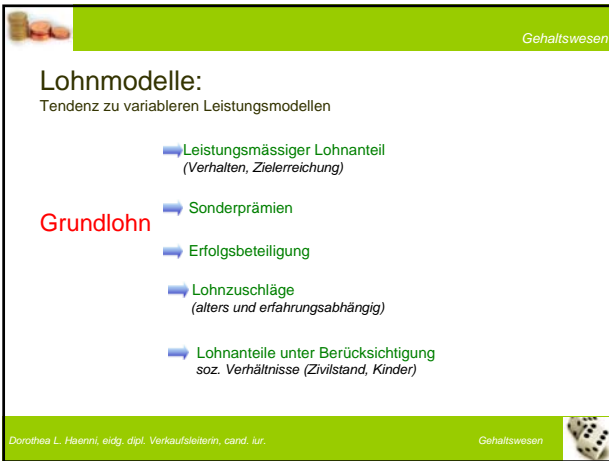 Gehaltswesen
Lohnmodelle:
Tendenz zu variableren Leistungsmodellen
Leistungsmässiger Lohnanteil
(Verhalten, Zielerreichung)
Sonderprämien
Grundlohn
Erfolgsbeteiligung
Lohnzuschläge
(alters und erfahrungsabhängig)
Lohnanteile unter Berücksichtigung
soz. Verhältnisse (Zivilstand, Kinder)
Dorothea L. Haenni, eidg. dipl. Verkaufsleiterin, cand. iur.
Gehaltswesen